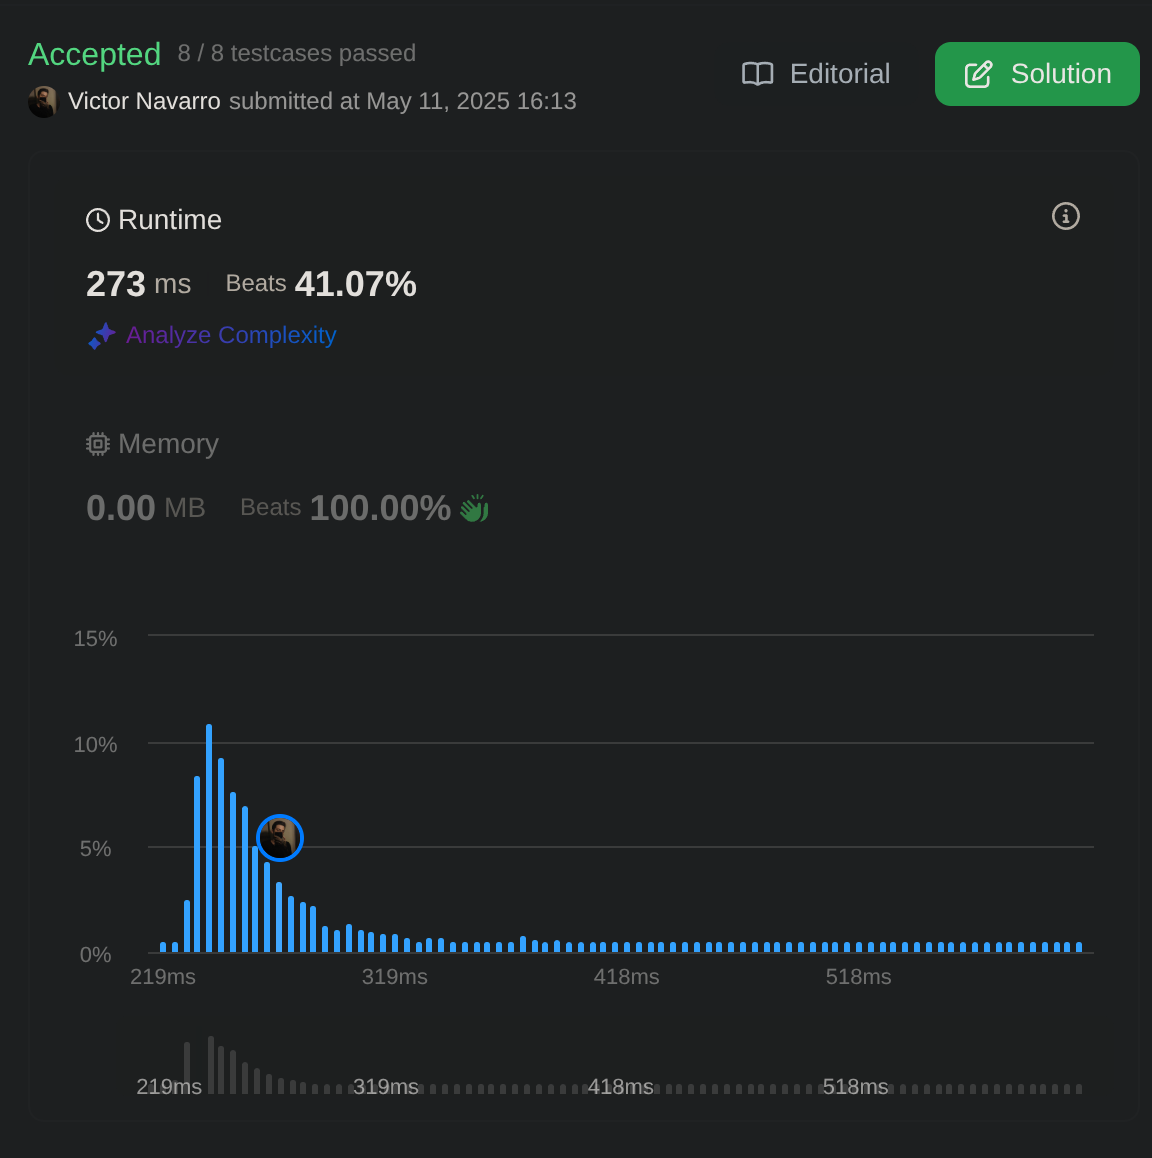 Accepted 8 / 8 testcases passed
Victor Navarro submitted at May 11, 2025 16:13
Editorial
Solution
Runtime
273 ms Beats 41.07%
Analyze Complexity
Memory
0.00 MB Beats 100.00%
15%
10%
5%
0%
219ms 319ms 418ms 518ms
219ms 319ms 418ms 518ms